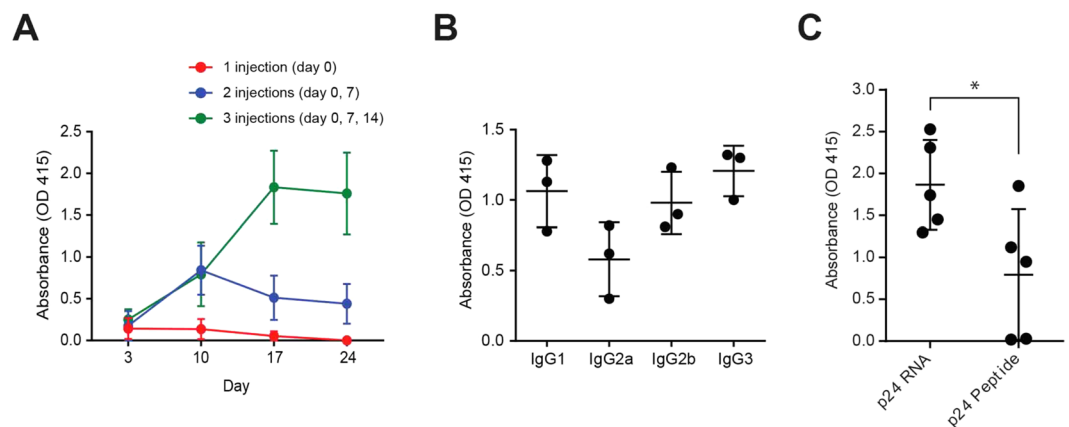 A
1 injection (day 0)
2 injections (day 0, 7)
3 injections (day 0, 7, 14)
Absorbance (OD 415)
2.5
2.0
1.5
1.0
0.5
0.0
3 10 17 24
Day
B
Absorbance (OD 415)
1.5
1.0
0.5
0.0
IgG1 IgG2a IgG2b IgG3
C
*
Absorbance (OD 415)
3.0
2.5
2.0
1.5
1.0
0.5
0.0
p24 RNA
p24 Peptide